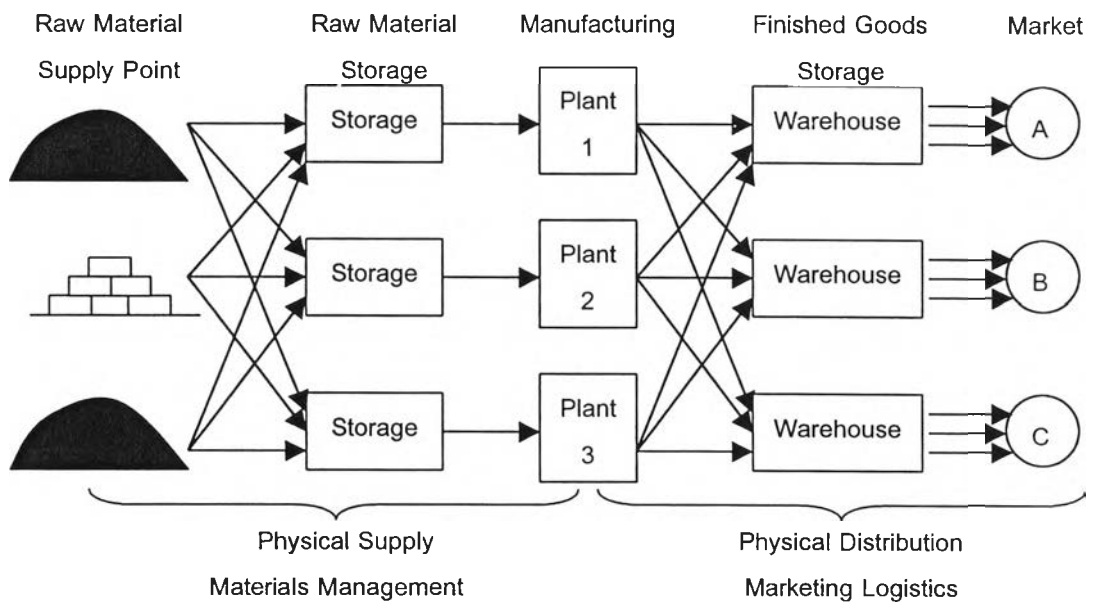 Raw Material
Supply Point
Raw Material
Storage
Manufacturing
Finished Goods
Storage
Market
Storage
Plant
1
Warehouse
A
Storage
Plant
2
Warehouse
B
Storage
Plant
3
Warehouse
C
Physical Supply
Materials Management
Physical Distribution
Marketing Logistics